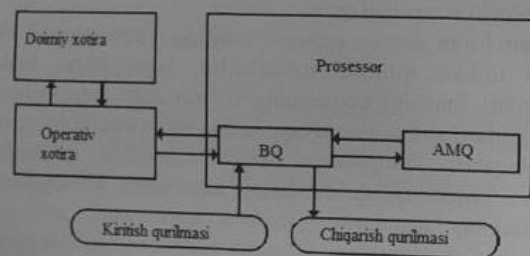 Doimiy xotira
Prosessor
Operativ
xotira
BQ
AMQ
Kiritish qurilmasi
Chiqarish qurilmasi